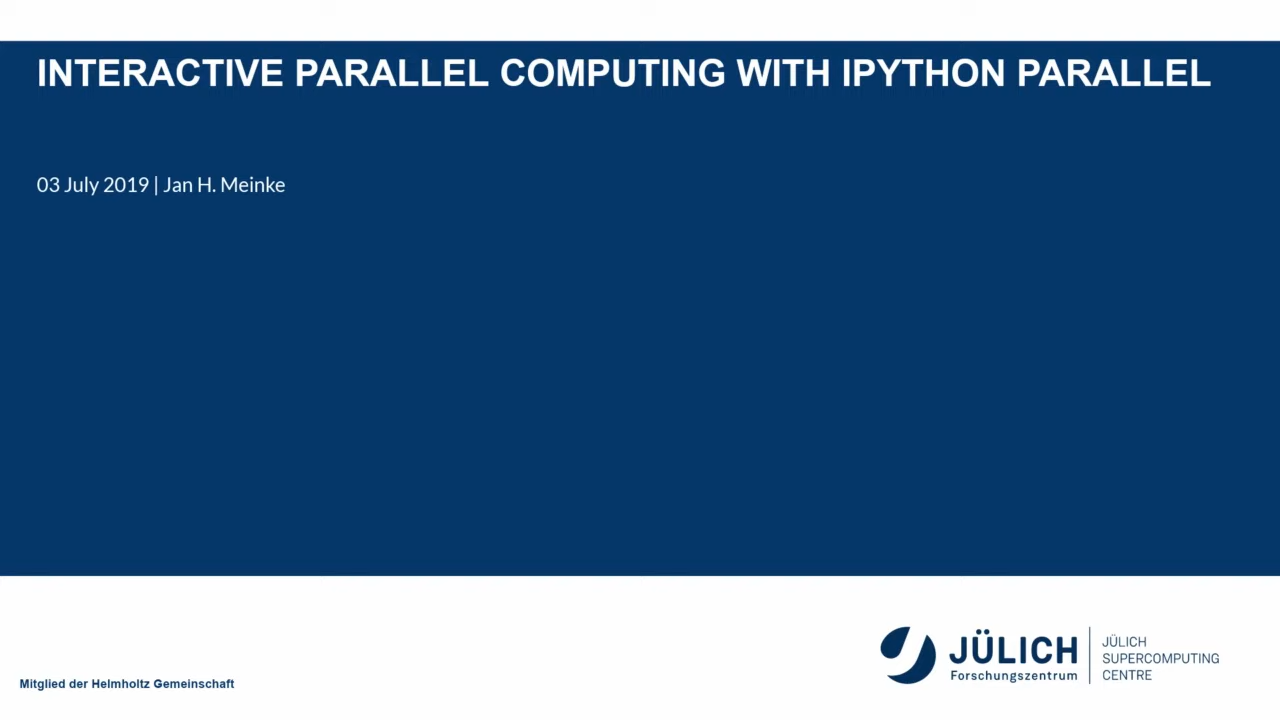 INTERACTIVE PARALLEL COMPUTING WITH IPYTHON PARALLEL
03 July 2019 | Jan H. Meinke
JÜLICH
Forschungszentrum
JÜLICH
SUPERCOMPUTING
CENTRE
Mitglied der Helmholtz Gemeinschaft